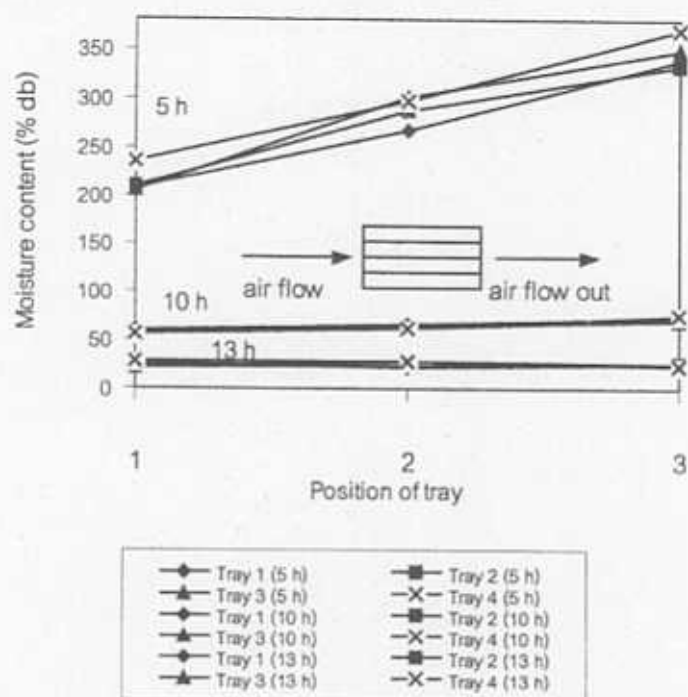 Moisture content (% db)
350
300
250
200
150
100
50
0
5 h
air flow
air flow out
10 h
13 h
1
2
3
Position of tray
Tray 1 (5 h)
Tray 2 (5 h)
Tray 3 (5 h)
Tray 4 (5 h)
Tray 1 (10 h)
Tray 2 (10 h)
Tray 3 (10 h)
Tray 4 (10 h)
Tray 1 (13 h)
Tray 2 (13 h)
Tray 3 (13 h)
Tray 4 (13 h)